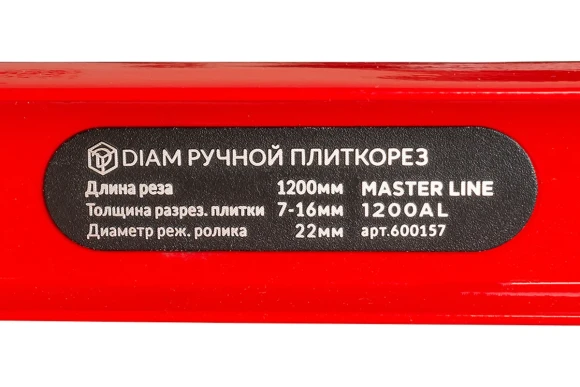 DIAM РУЧНОЙ ПЛИТКОРЕЗ
Длина реза 1200мм MASTER LINE
Толщина разрез. плитки 7-16мм 1200AL
Диаметр реж. ролика 22мм арт.600157